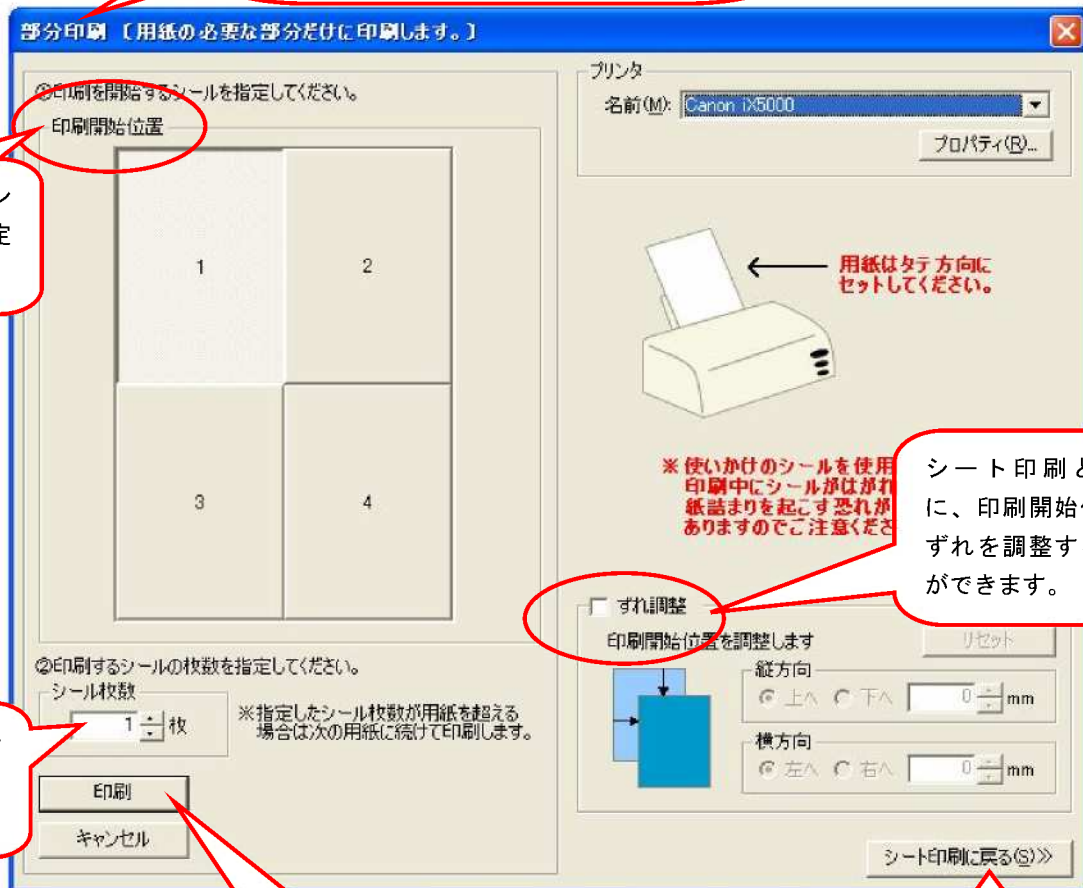 部分印刷 〔用紙の必要な部分だけに印刷します。〕
①印刷を開始するシールを指定してください。
印刷開始位置
ン
定
1
2
3
4
②印刷するシールの枚数を指定してください。
シール枚数
1 枚
※指定したシール枚数が用紙を超える
場合は次の用紙に続けて印刷します。
印刷
キャンセル
プリンタ
名前(M): Canon iX5000
プロパティ(R)...
用紙はタテ方向に
セットしてください。
※使いかけのシールを使用
印刷中にシールがはがれ
紙詰まりを起こす恐れが
ありますのでご注意くださ
シート印刷と
に、印刷開始
ずれを調整す
ができます。
ずれ調整
印刷開始位置を調整します
リセット
縦方向
上へ 下へ 0 mm
横方向
左へ 右へ 0 mm
シート印刷に戻る(S)≫